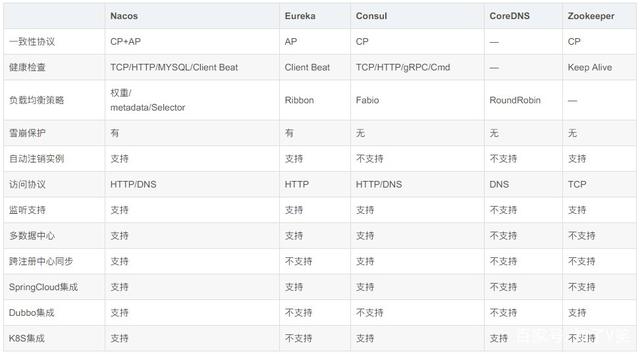 Nacos Eureka Consul CoreDNS Zookeeper
一致性协议 CP+AP AP CP — CP
健康检查 TCP/HTTP/MYSQL/Client Beat Client Beat TCP/HTTP/gRPC/Cmd — Keep Alive
负载均衡策略 权重/
metadata/Selector Ribbon Fabio RoundRobin —
雪崩保护 有 有 无 无 无
自动注销实例 支持 支持 不支持 不支持 支持
访问协议 HTTP/DNS HTTP HTTP/DNS DNS TCP
监听支持 支持 支持 支持 不支持 支持
多数据中心 支持 支持 支持 不支持 不支持
跨注册中心同步 支持 不支持 支持 不支持 不支持
SpringCloud集成 支持 支持 支持 不支持 不支持
Dubbo集成 支持 不支持 不支持 不支持 支持
K8S集成 支持 不支持 支持 支持 不支持